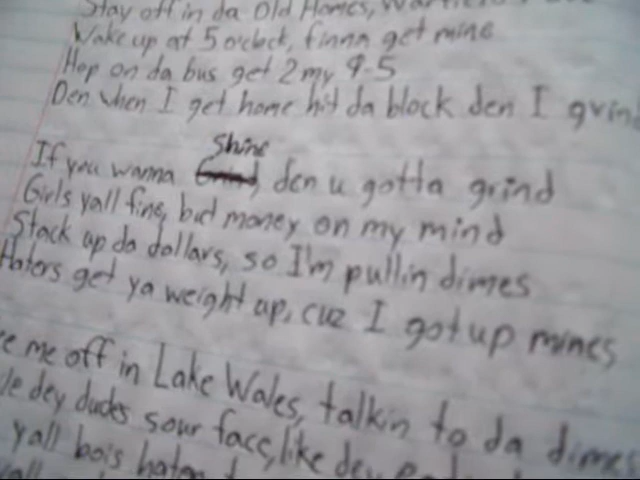 Stay off in da Old Homes,
Wake up at 5 o'clock, finna get mine
Hop on da bus get 2 my 9-5
Den when I get home hit da block den I grind
Shine
If you wanna den u gotta grind
Girls yall fine, but money on my mind
Stack up da dollars, so I'm pullin dimes
Haters get ya weight up, cuz I got up mines
me off in Lake Wales, talkin to da dimes
dey ducks sour face, like dey
yall bois haten